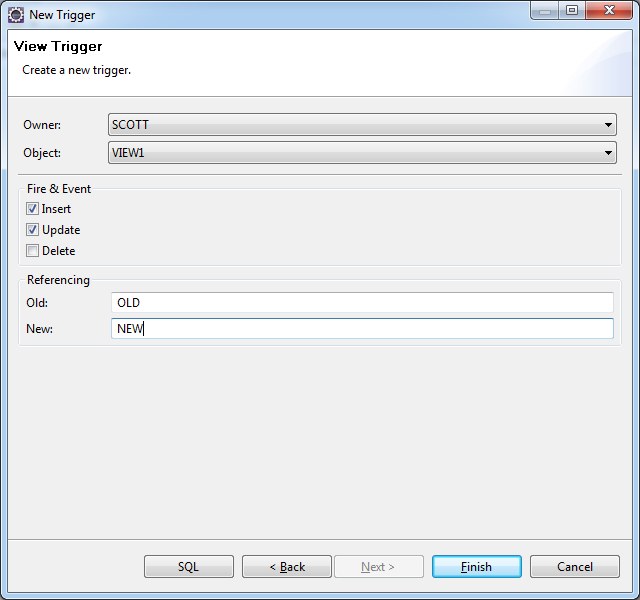 New Trigger
View Trigger
Create a new trigger.
Owner: SCOTT
Object: VIEW1
Fire & Event
Insert
Update
Delete
Referencing
Old: OLD
New: NEW
SQL < Back Next > Finish Cancel